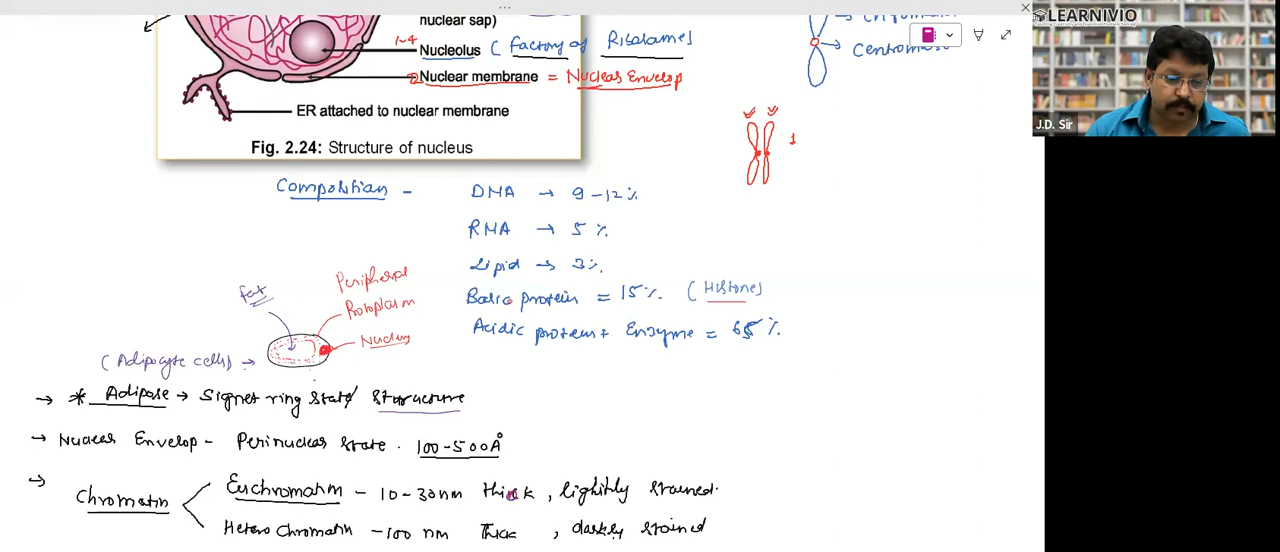 nuclear sap)
LEARNIVIO
1-4 Nucleolus ( Factory of Ribosomes
Centromere
Nuclear membrane = Nuclear Envelop
ER attached to nuclear membrane
J.D. Sir
Fig. 2.24: Structure of nucleus
Composition -
DNA → 9-12%
RNA → 5%
Lipid → 3%.
Basic protein = 15%. ( Histone)
Acidic protein + Enzyme = 65%
Fat
Peripheral
Protoplasm
Nucleus
( Adipocyte cells) →
→ * Adipose → Signet ring state/ structure
→ Nuclear Envelop - Perinuclear state. 100-500Å
→ Chromatin
Euchromatin - 10-30nm thick, lightly stained.
Hetero Chromatin - 100 nm Thick , darkly stained